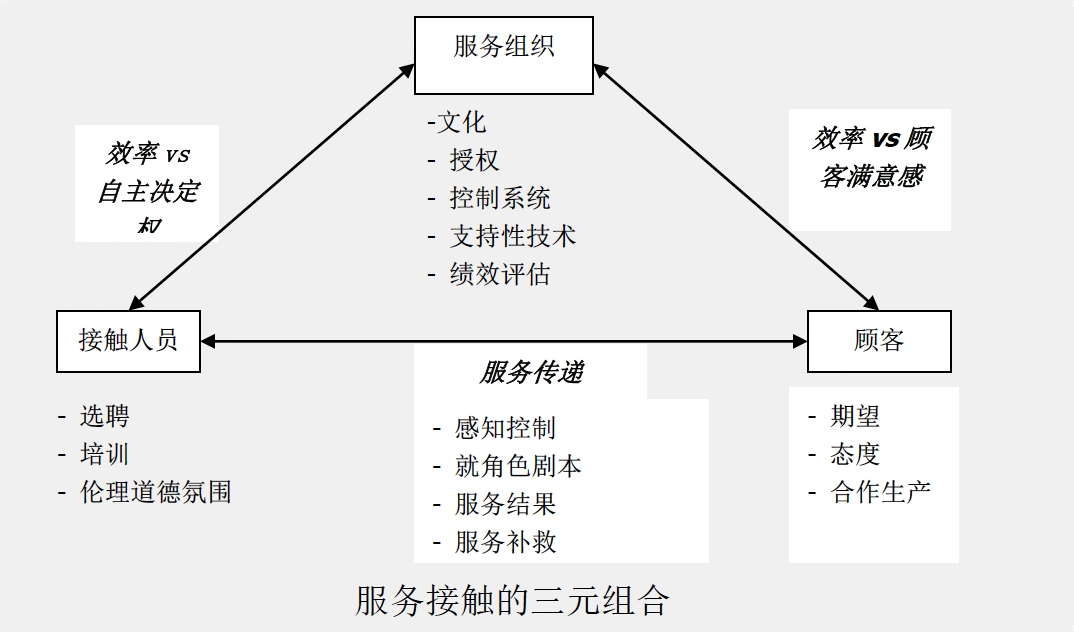 服务组织
-文化
- 授权
- 控制系统
- 支持性技术
- 绩效评估
效率 vs
自主决定
权
效率 vs 顾
客满意感
接触人员
- 选聘
- 培训
- 伦理道德氛围
服务传递
- 感知控制
- 就角色剧本
- 服务结果
- 服务补救
顾客
- 期望
- 态度
- 合作生产
服务接触的三元组合